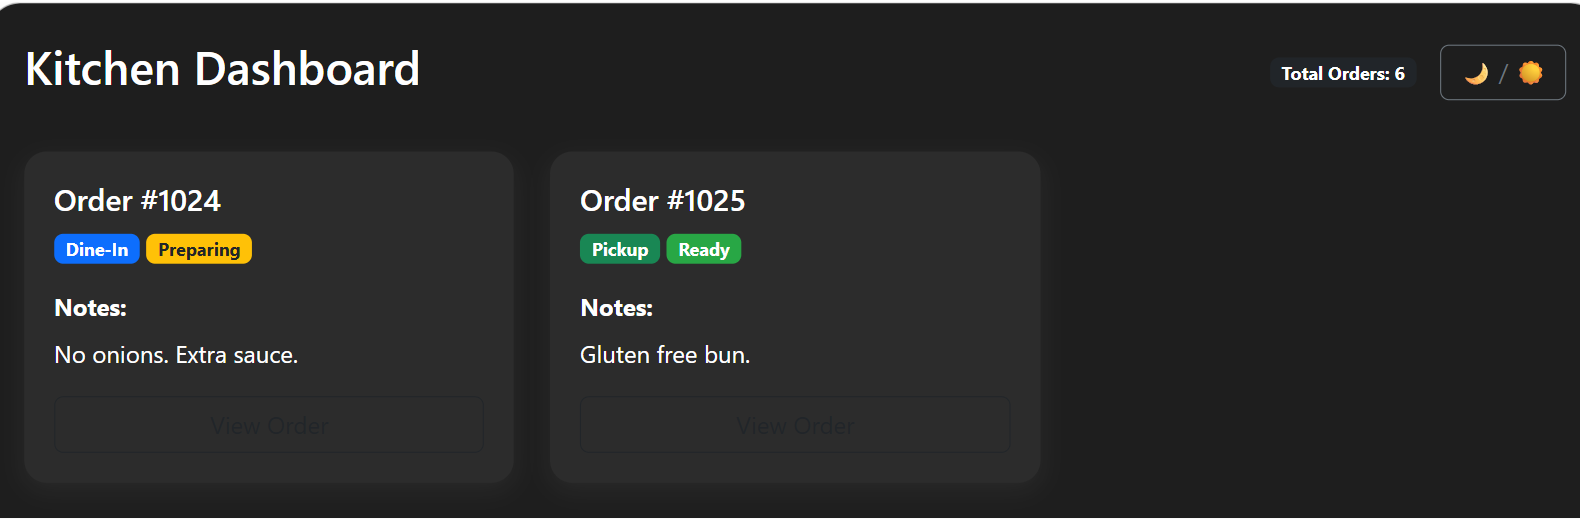 Kitchen Dashboard
Total Orders: 6
🌙 / ☀️
Order #1024
Dine-In Preparing
Notes:
No onions. Extra sauce.
View Order
Order #1025
Pickup Ready
Notes:
Gluten free bun.
View Order